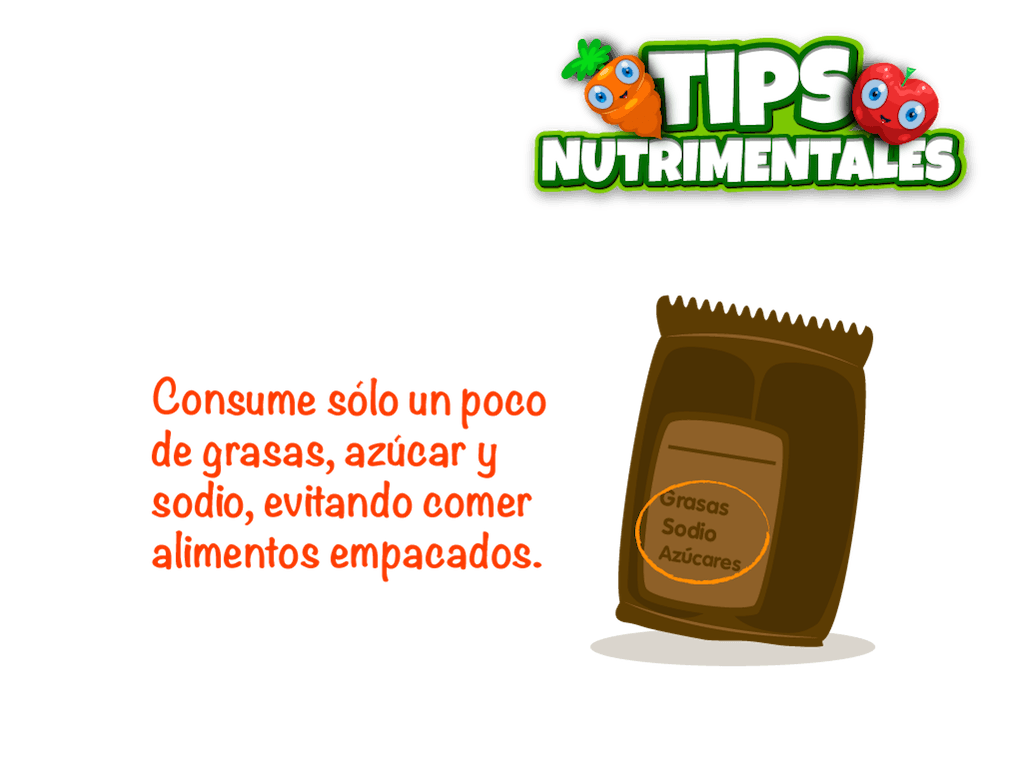 TIPS
NUTRIMENTALES
Consume sólo un poco
de grasas, azúcar y
sodio, evitando comer
alimentos empacados.
Grasas
Sodio
Azúcares